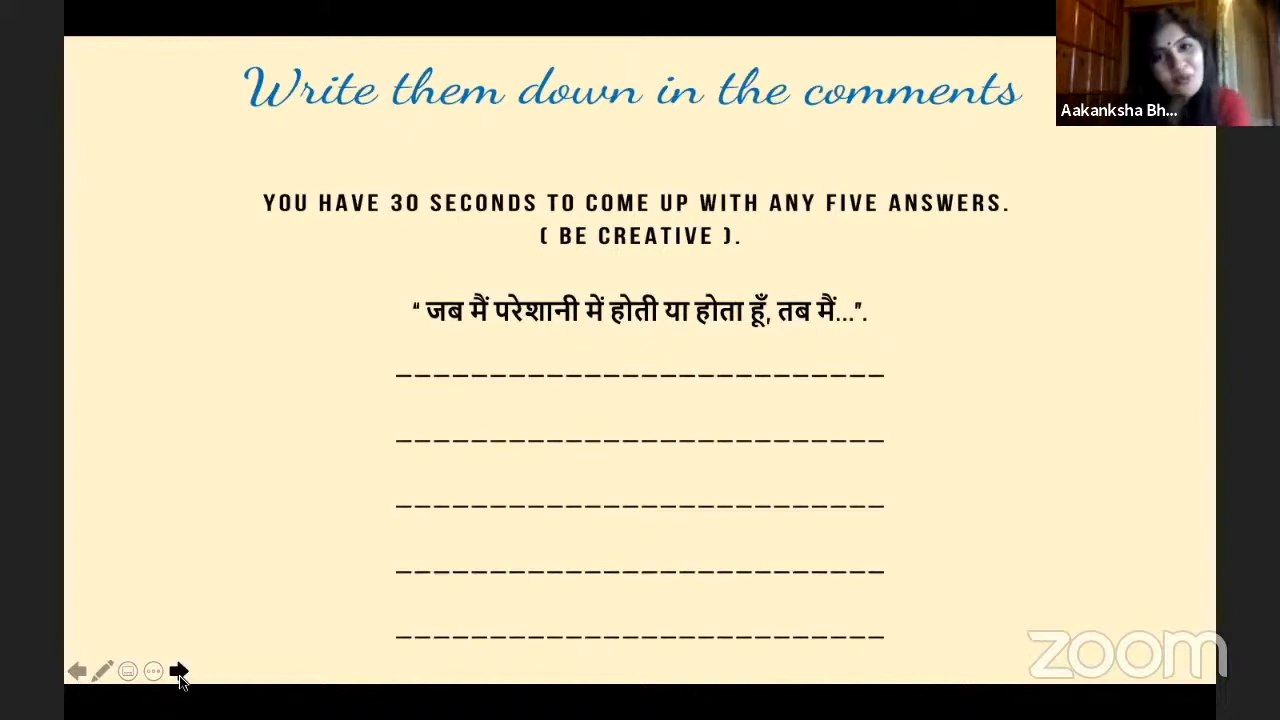 Write them down in the comments
Aakanksha Bh...
YOU HAVE 30 SECONDS TO COME UP WITH ANY FIVE ANSWERS.
( BE CREATIVE ).
“ जब मैं परेशानी में होती या होता हूँ, तब मैं...”.
zoom